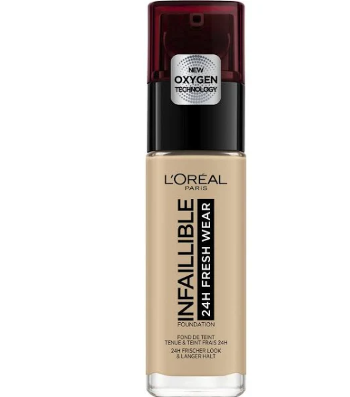 NEW
OXYGEN
TECHNOLOGY
L'ORÉAL
PARIS
INFAILLIBLE
24H FRESH WEAR
FOUNDATION
FOND DE TEINT
TENUE & TEINT FRAIS 24H
24H FRISCHER LOOK
& LANGER HALT